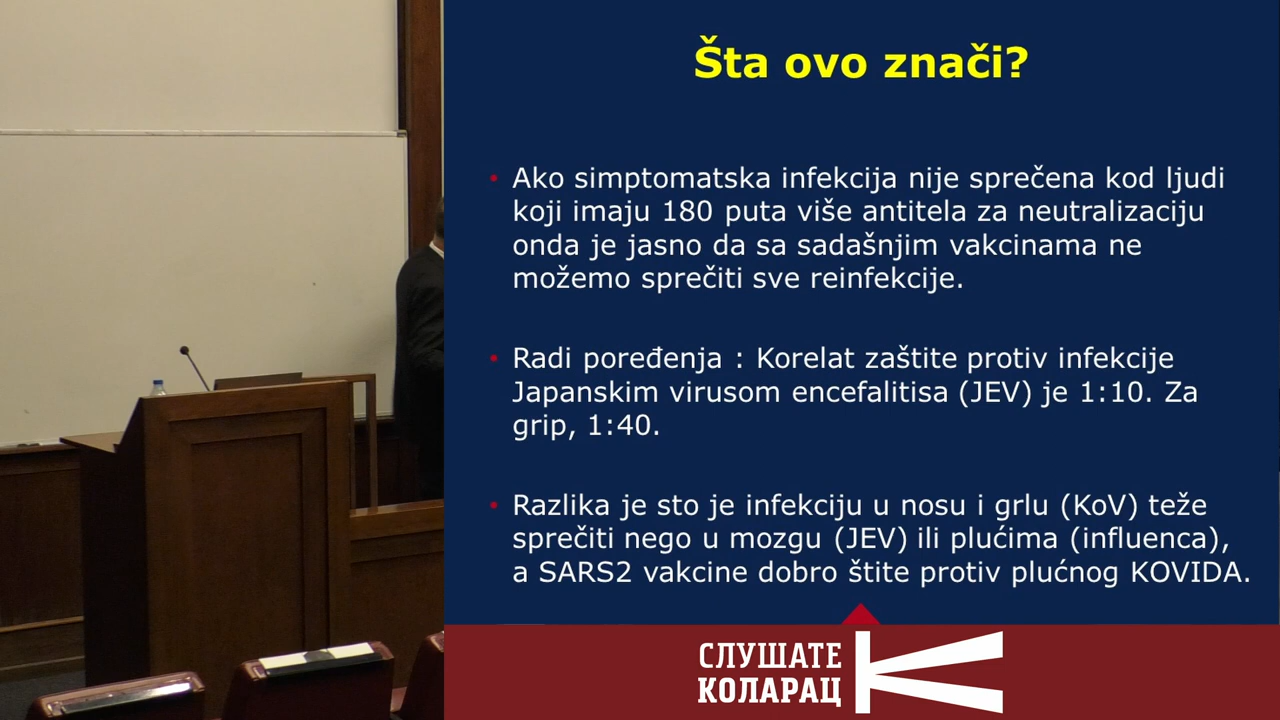 Šta ovo znači?
Ako simptomatska infekcija nije sprečena kod ljudi
koji imaju 180 puta više antitela za neutralizaciju
onda je jasno da sa sadašnjim vakcinama ne
možemo sprečiti sve reinfekcije.
Radi poređenja : Korelat zaštite protiv infekcije
Japanskim virusom encefalitisa (JEV) je 1:10. Za
grip, 1:40.
Razlika je sto je infekciju u nosu i grlu (KoV) teže
sprečiti nego u mozgu (JEV) ili plućima (influenca),
a SARS2 vakcine dobro štite protiv plućnog KOVIDA.
СЛУШАТЕ
КОЛАРАЦ